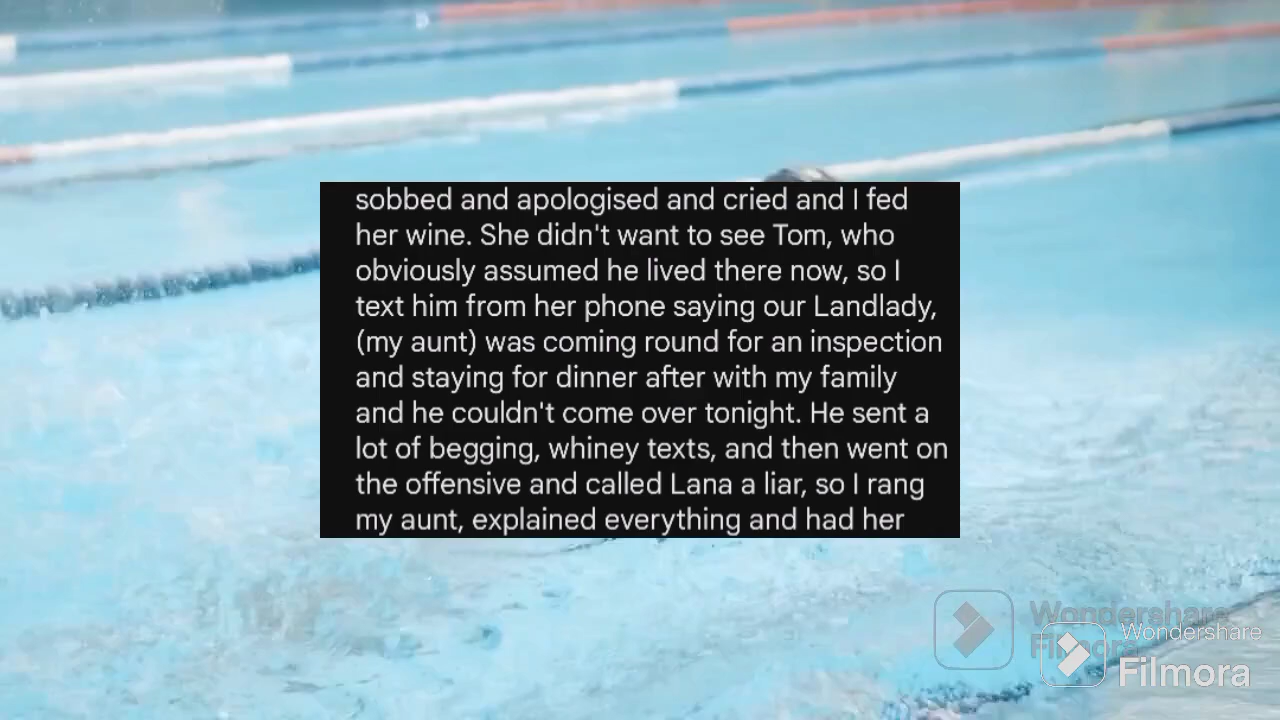 sobbed and apologised and cried and I fed
her wine. She didn't want to see Tom, who
obviously assumed he lived there now, so I
text him from her phone saying our Landlady,
(my aunt) was coming round for an inspection
and staying for dinner after with my family
and he couldn't come over tonight. He sent a
lot of begging, whiney texts, and then went on
the offensive and called Lana a liar, so I rang
my aunt, explained everything and had her
Wondershare
Filmora
Wondershare
Filmora